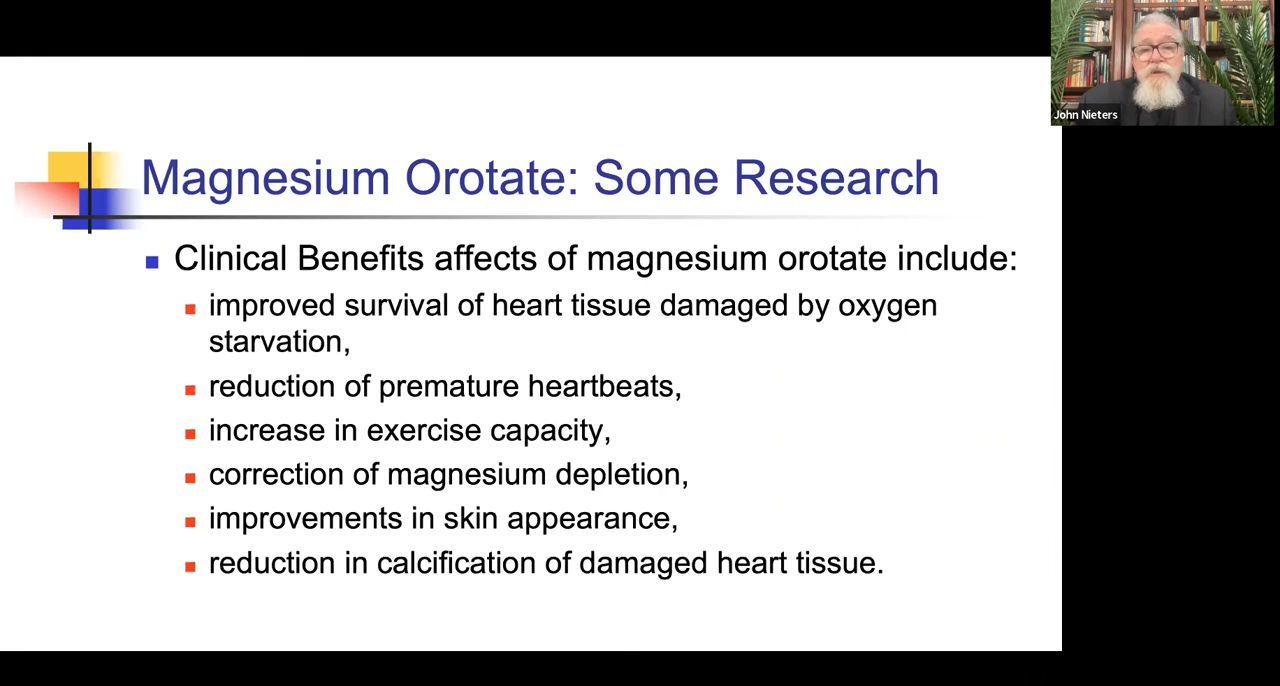 Magnesium Orotate: Some Research
Clinical Benefits affects of magnesium orotate include:
improved survival of heart tissue damaged by oxygen
starvation,
reduction of premature heartbeats,
increase in exercise capacity,
correction of magnesium depletion,
improvements in skin appearance,
reduction in calcification of damaged heart tissue.
John Nieters